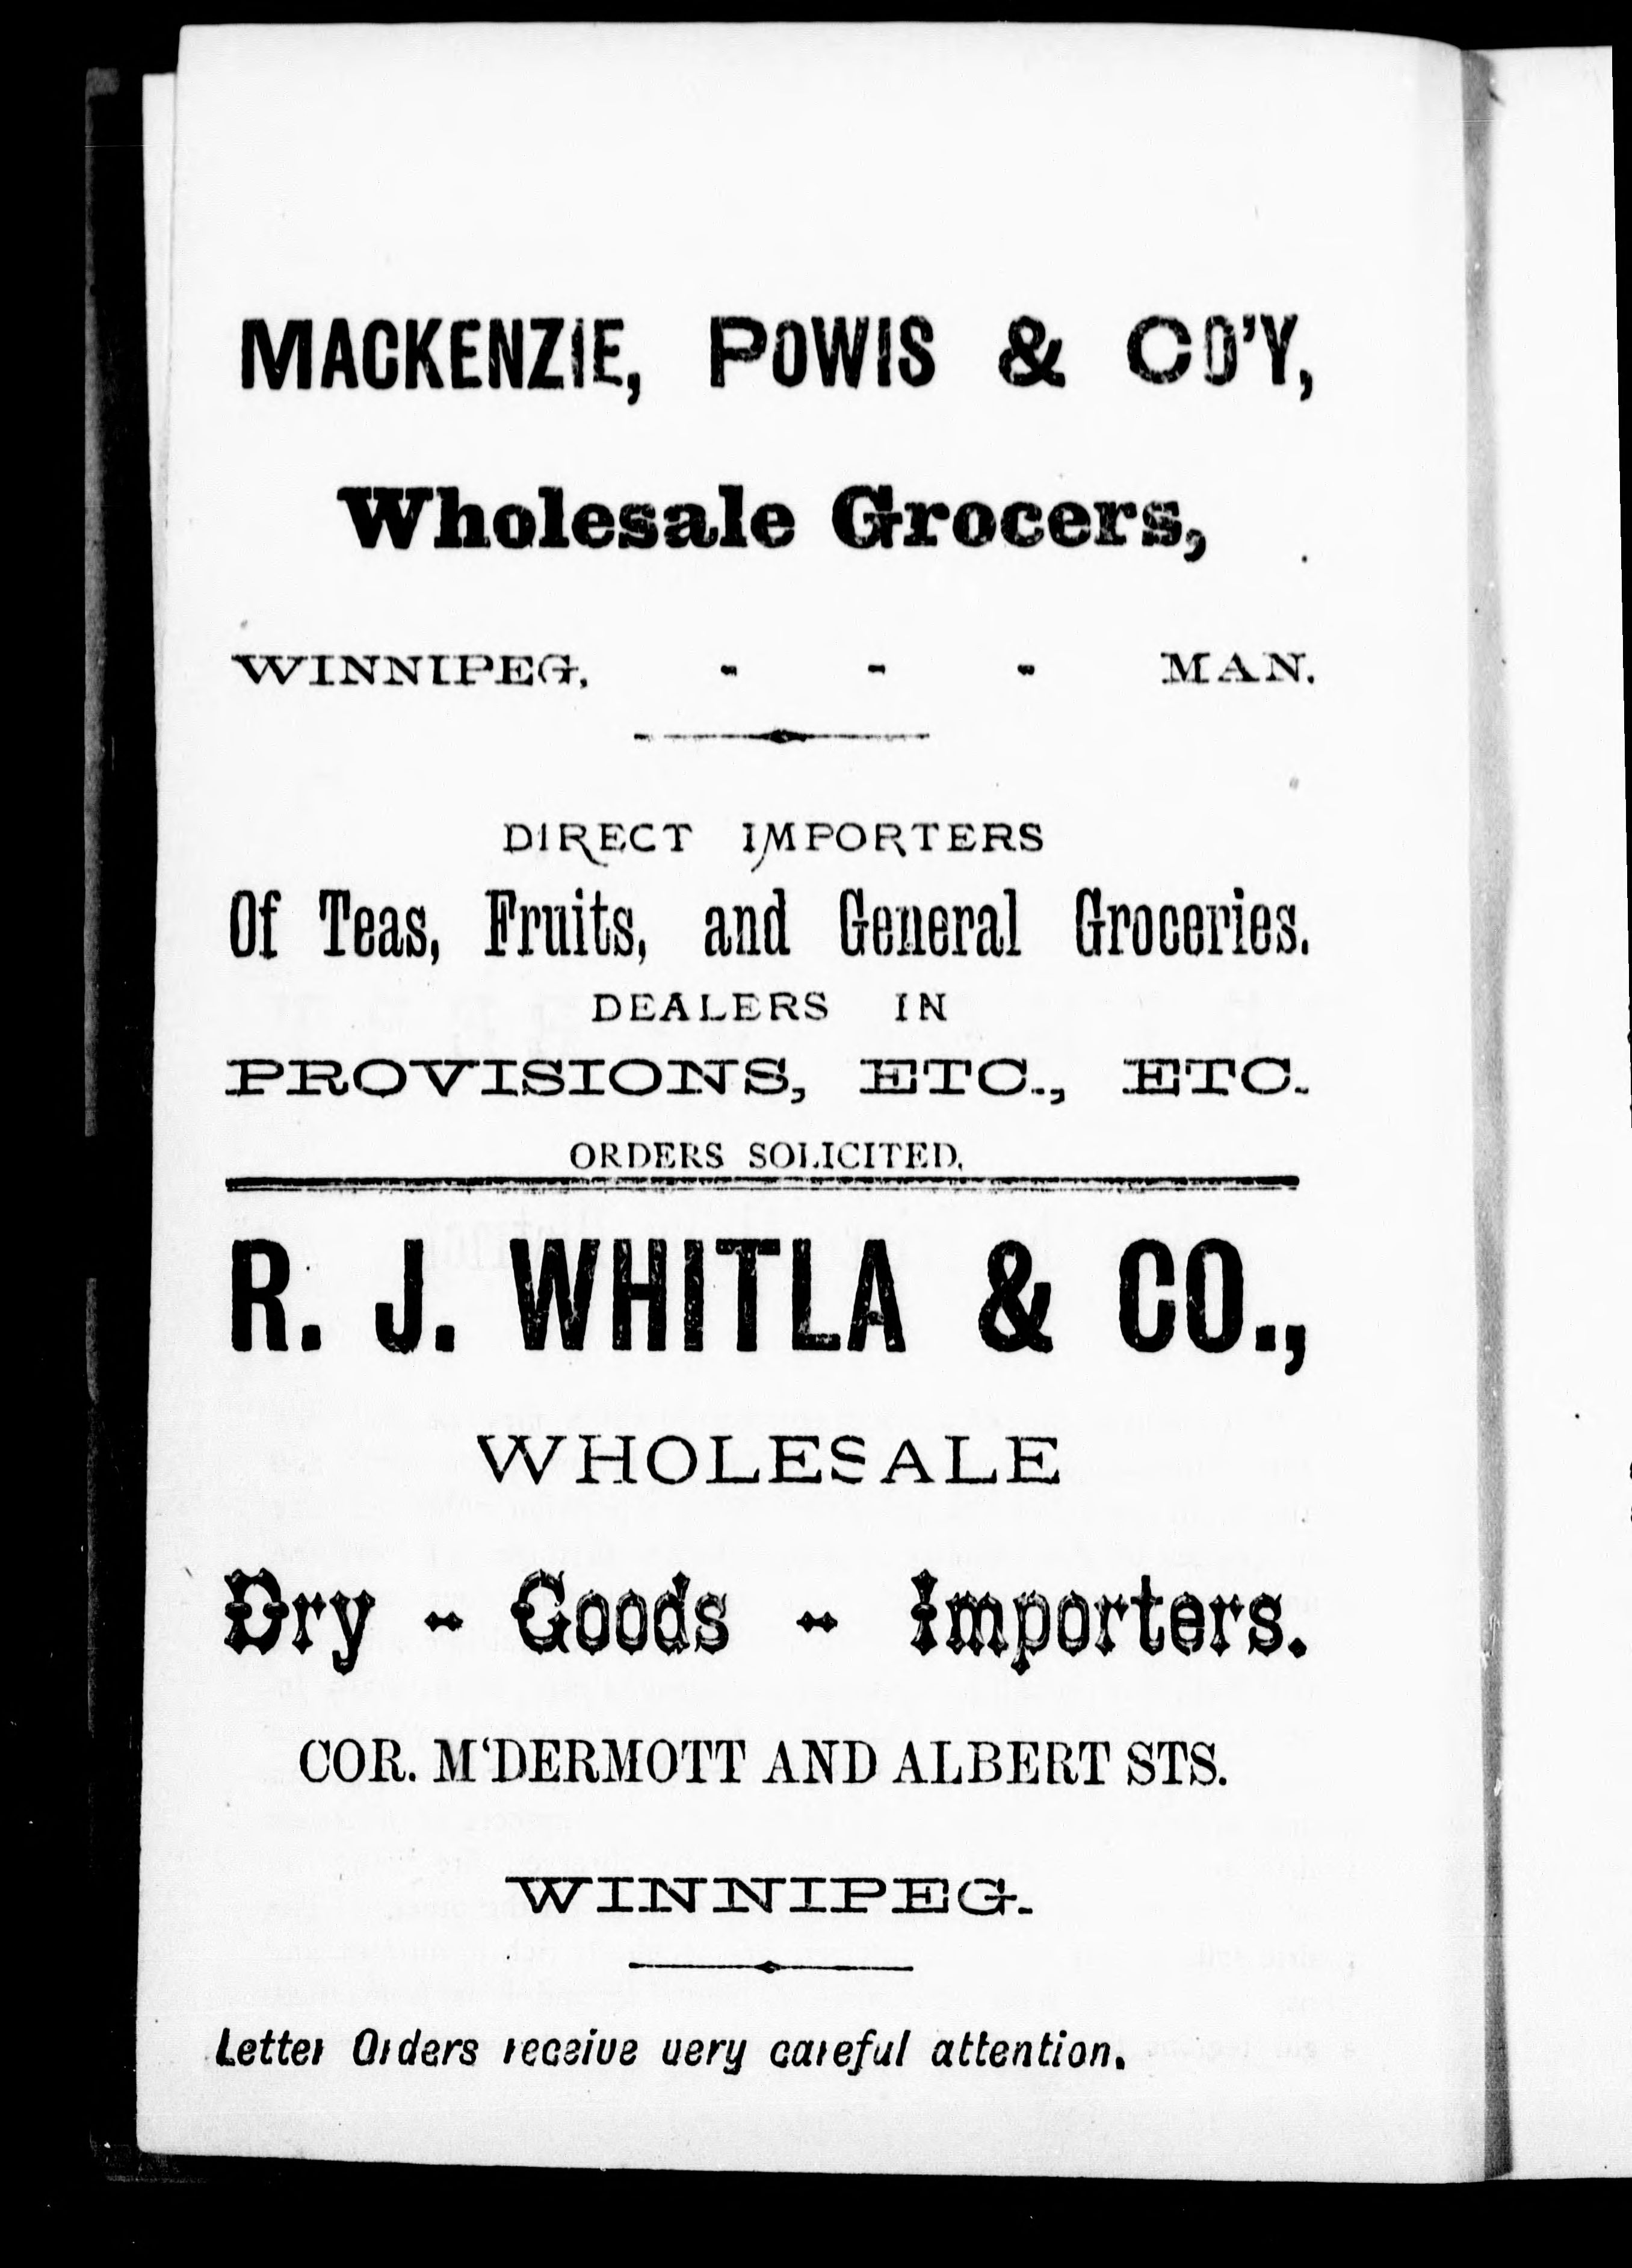 MACKENZIE, POWIS & CO'Y,
Wholesale Grocers,
WINNIPEG, - - - MAN.
DIRECT IMPORTERS
Of Teas, Fruits, and General Groceries.
DEALERS IN
PROVISIONS, ETC., ETC.
ORDERS SOLICITED.
R. J. WHITLA & CO.,
WHOLESALE
Dry - Goods - Importers.
COR. M‘DERMOTT AND ALBERT STS.
WINNIPEG.
Letter Orders receive very careful attention.